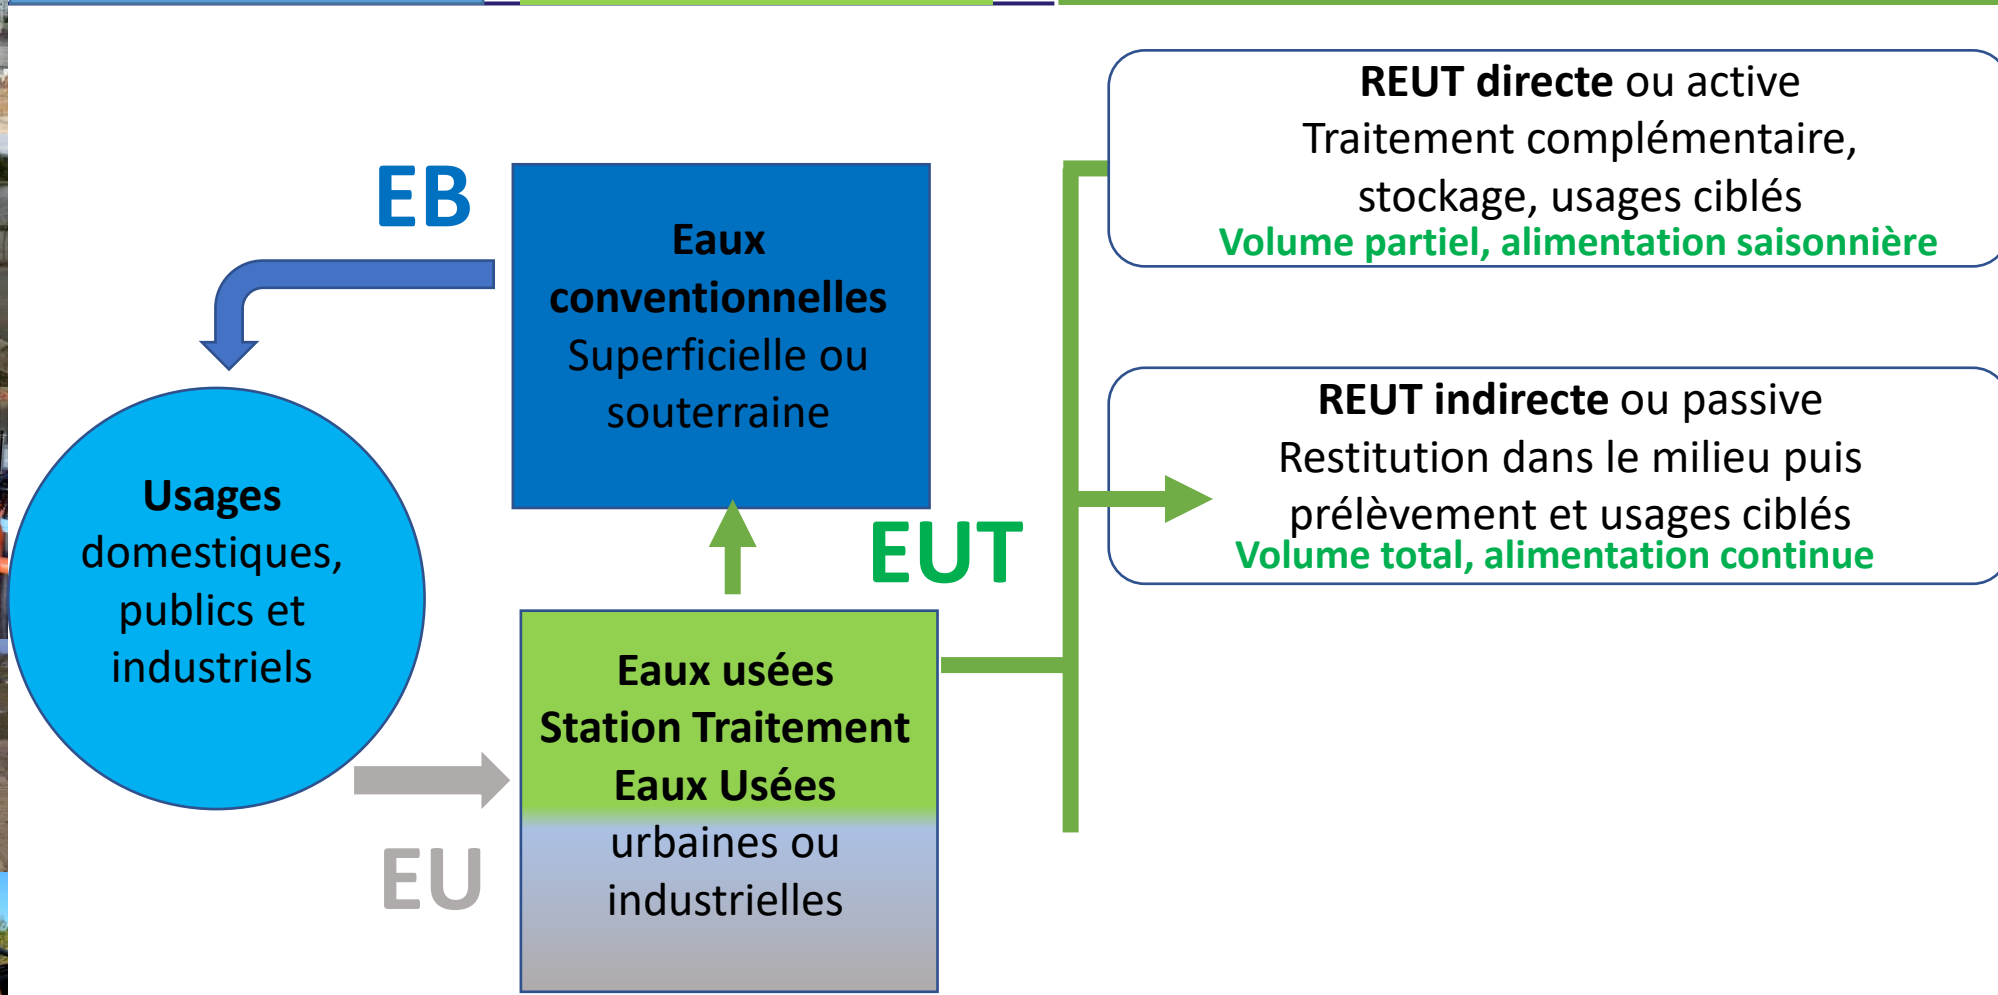 EB
Eaux
conventionnelles
Superficielle ou
souterraine
Usages
domestiques,
publics et
industriels
EU
Eaux usées
Station Traitement
Eaux Usées
urbaines ou
industrielles
EUT
REUT directe ou active
Traitement complémentaire,
stockage, usages ciblés
Volume partiel, alimentation saisonnière
REUT indirecte ou passive
Restitution dans le milieu puis
prélèvement et usages ciblés
Volume total, alimentation continue